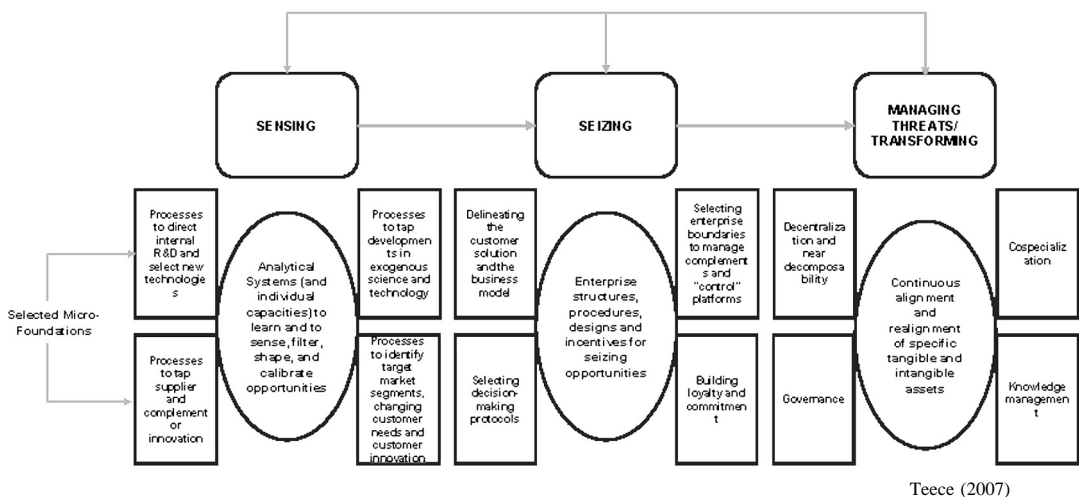 SENSING
SEIZING
MANAGING
THREATS/
TRANSFORMING
Selected Micro-
Foundations
Processes
to direct
internal
R&D and
select new
technologie
s
Processes
to tap
supplier
and
complement
or
innovation
Analytical
Systems (and
individual
capacities) to
learn and to
sense, filter,
shape, and
calibrate
opportunities
Processes
to tap
developmen
ts in
exogenous
science and
technology
Processes
to identify
target
market
segments,
changing
customer
needs and
customer
innovation
Delineating
the
customer
solution
and the
business
model
Selecting
decision-
making
protocols
Enterprise
structures,
procedures,
designs and
incentives for
seizing
opportunities
Selecting
enterprise
boundaries
to manage
complement
s and
"control"
platforms
Building
loyalty and
commitmen
t
Decentraliza
tion and
near
decomposa
bility
Governance
Continuous
alignment
and
realignment
of specific
tangible and
intangible
assets
Cospecializ
ation
Knowledge
managemen
t
Teece (2007)